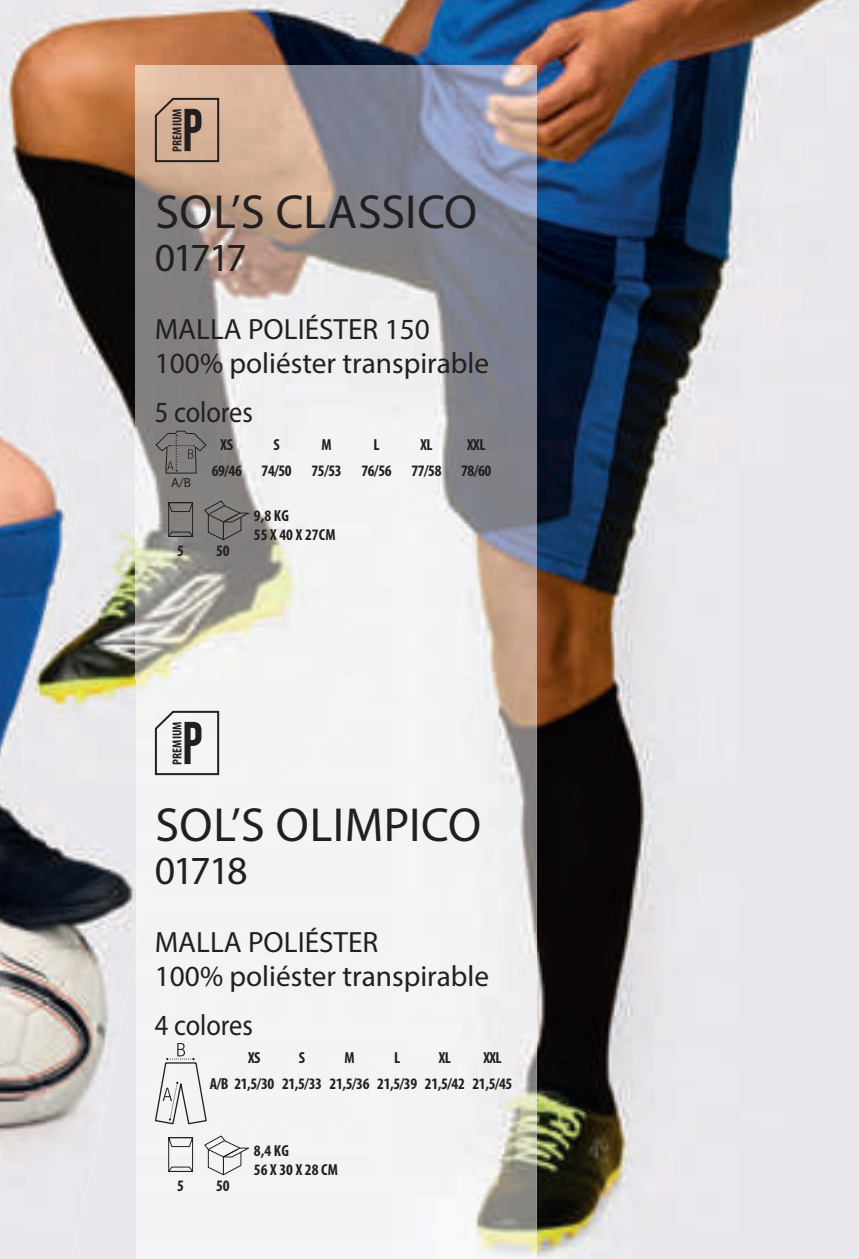 PREMIUM P
SOL'S CLASSICO
01717
MALLA POLIÉSTER 150
100% poliéster transpirable
5 colores
XS S M L XL XXL
A B
69/46 74/50 75/53 76/56 77/58 78/60
A/B
9,8 KG
55 X 40 X 27CM
5 50
PREMIUM P
SOL'S OLIMPICO
01718
MALLA POLIÉSTER
100% poliéster transpirable
4 colores
B
XS S M L XL XXL
A
A/B 21,5/30 21,5/33 21,5/36 21,5/39 21,5/42 21,5/45
8,4 KG
56 X 30 X 28 CM
5 50